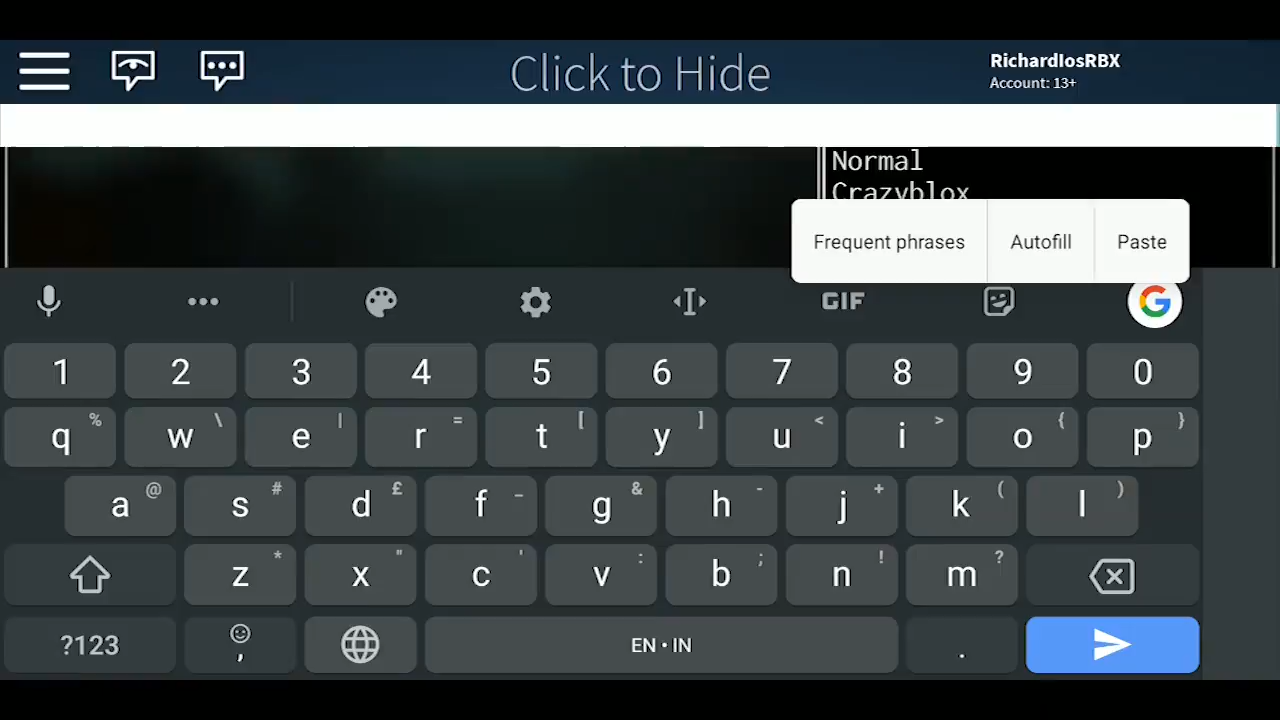 Click to Hide
RichardIosRBX
Account: 13+
Normal
Crazyblox
Frequent phrases Autofill Paste
GIF G
1 2 3 4 5 6 7 8 9 0
q % w \ e | r = t [ y ] u < i > o { p }
a @ s # d £ f _ g & h - j + k ( l )
z * x " c ' v : b ; n ! m ?
?123 , EN • IN .